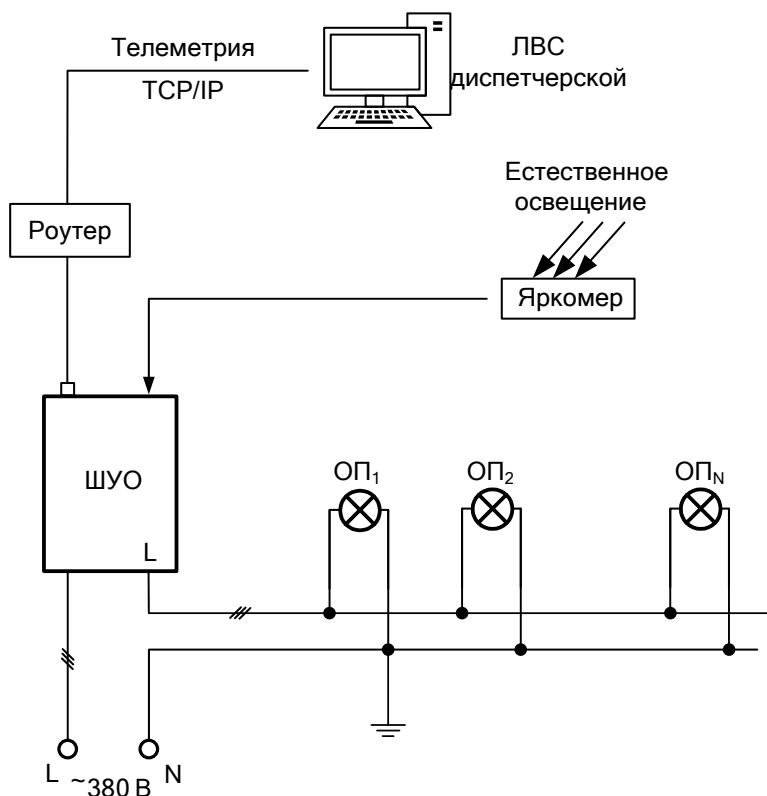 Телеметрия
TCP/IP
ЛВС
диспетчерской
Естественное
освещение
Роутер
Яркомер
ШУО
L
ОП₁
ОП₂
ОПN
L ~380 В N